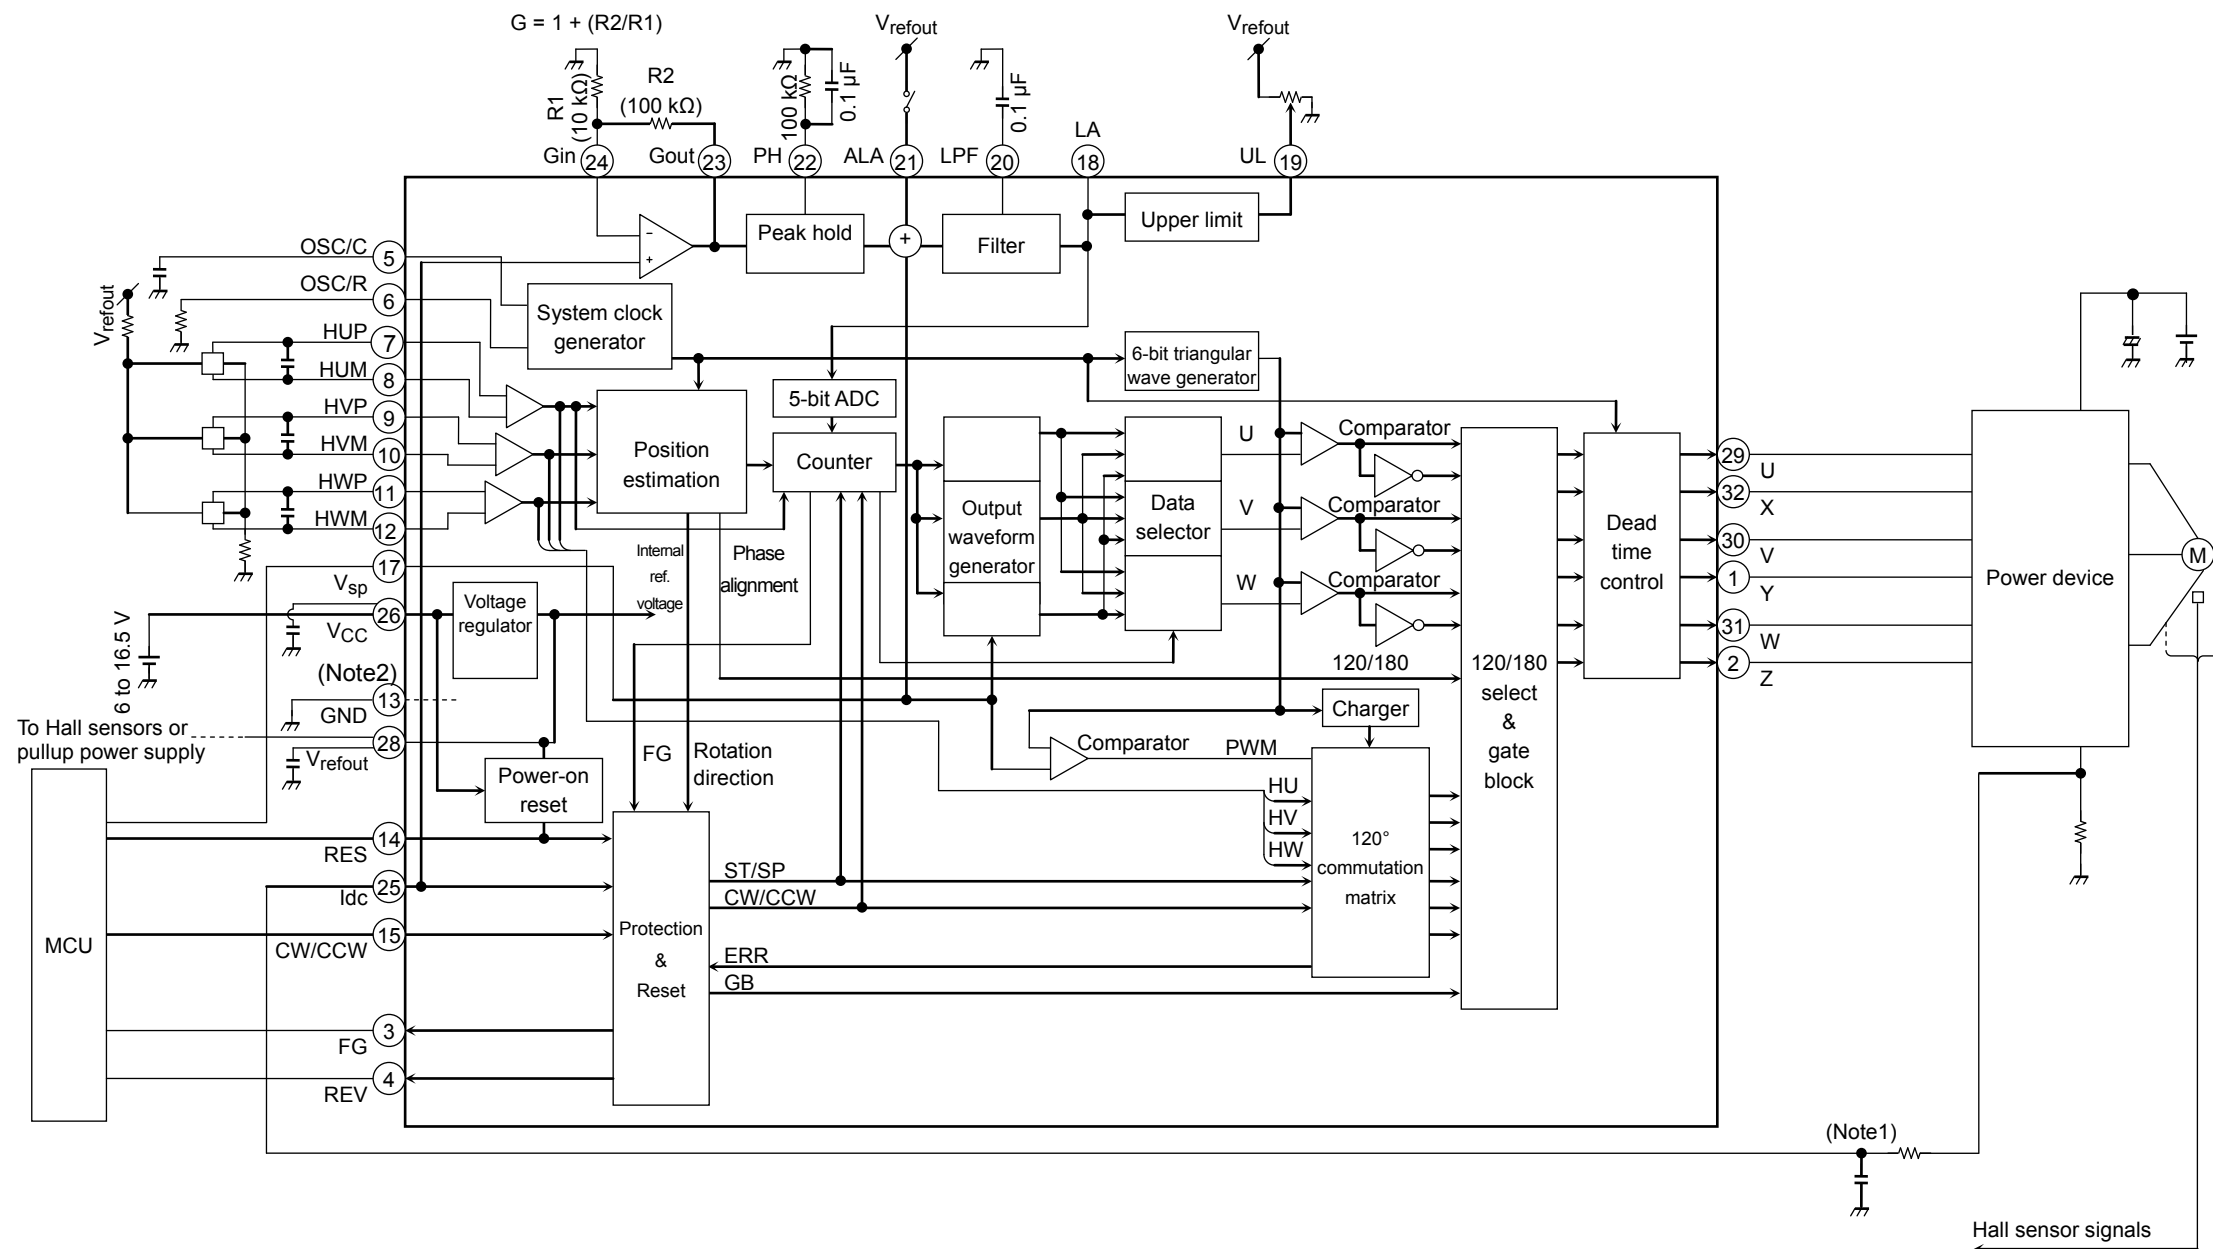 G = 1 + (R2/R1)
Vrefout
Vrefout
R1
(10 kΩ)
R2
(100 kΩ)
100 kΩ
0.1 µF
0.1 µF
Gin
24
Gout
23
PH
22
ALA
21
LPF
20
LA
18
UL
19
Upper limit
Peak hold
+
Filter
−
+
OSC/C
5
OSC/R
6
Vrefout
HUP
7
HUM
8
HVP
9
HVM
10
HWP
11
HWM
12
17
Vsp
26
VCC
6 to 16.5 V
(Note2)
13
GND
To Hall sensors or
pullup power supply
28
Vrefout
MCU
14
RES
25
Idc
15
CW/CCW
3
FG
4
REV
System clock
generator
6-bit triangular
wave generator
5-bit ADC
Position
estimation
Counter
Output
waveform
generator
Data
selector
U
V
W
Comparator
Comparator
Comparator
Internal
ref.
voltage
Phase
alignment
Voltage
regulator
Power-on
reset
FG
Rotation
direction
120/180
120/180
select
&
gate
block
Dead
time
control
Charger
Comparator
PWM
HU
HV
HW
120°
commutation
matrix
ST/SP
CW/CCW
ERR
GB
Protection
&
Reset
29
U
32
X
30
V
1
Y
31
W
2
Z
Power device
M
(Note1)
Hall sensor signals